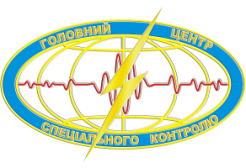 ГОЛОВНИЙ ЦЕНТР
СПЕЦІАЛЬНОГО КОНТРОЛЮ